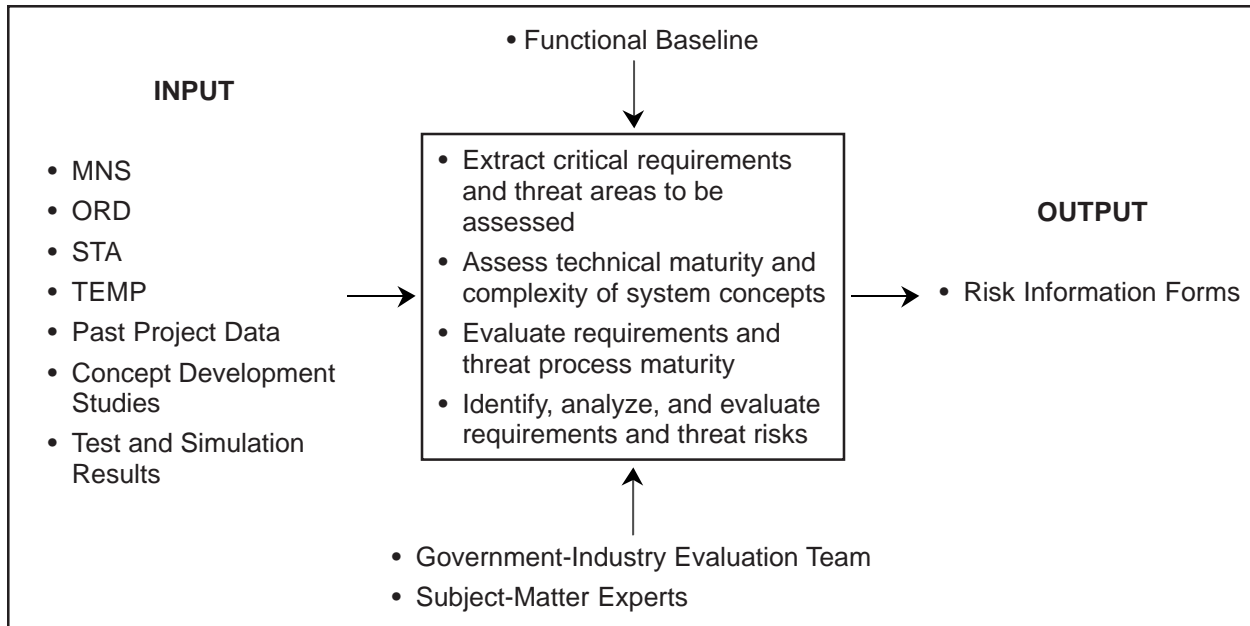 • Functional Baseline
INPUT
• MNS
• ORD
• STA
• TEMP
• Past Project Data
• Concept Development
Studies
• Test and Simulation
Results
• Extract critical requirements
and threat areas to be
assessed
• Assess technical maturity and
complexity of system concepts
• Evaluate requirements and
threat process maturity
• Identify, analyze, and evaluate
requirements and threat risks
OUTPUT
• Risk Information Forms
• Government-Industry Evaluation Team
• Subject-Matter Experts